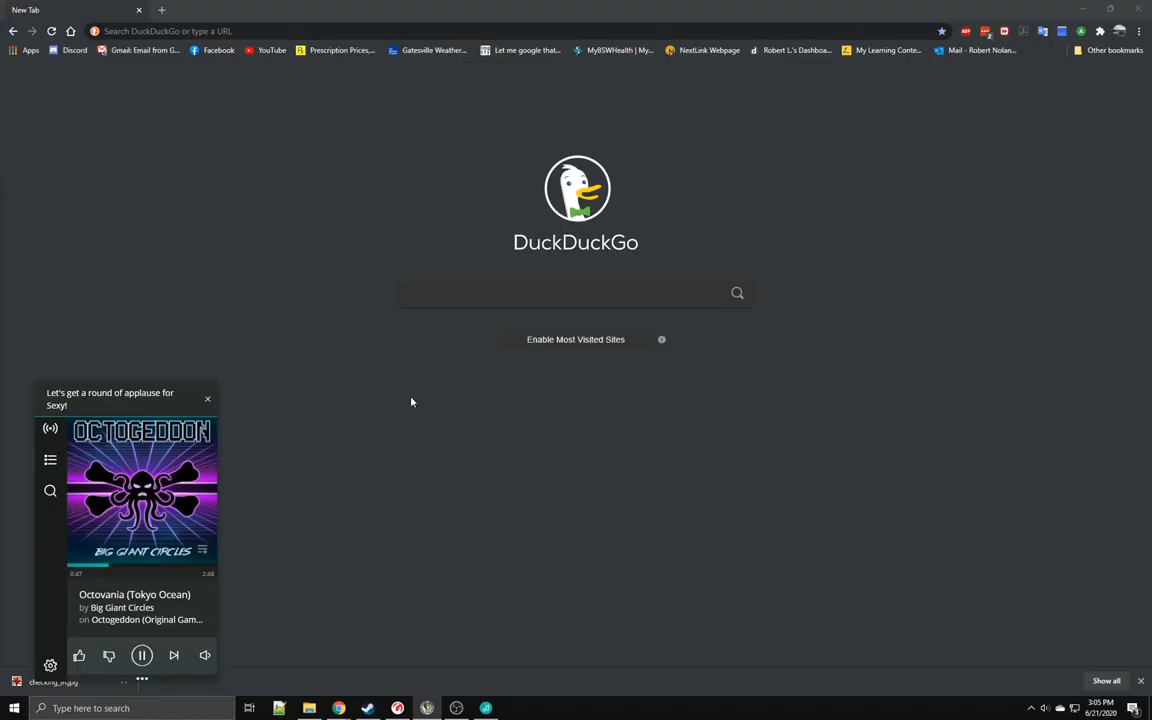 New Tab
Search DuckDuckGo or type a URL
Apps Discord Gmail: Email from G... Facebook YouTube Prescription Prices,... Gatesville Weather... Let me google that... MyBSWHealth | My... NextLink Webpage Robert L.'s Dashboa... My Learning Conte... Mail - Robert Nolan... Other bookmarks
DuckDuckGo
Enable Most Visited Sites
Let's get a round of applause for
Sexy!
OCTOGEDDON
BIG GIANT CIRCLES
0:47 2:48
Octovania (Tokyo Ocean)
by Big Giant Circles
on Octogeddon (Original Gam...
Show all
Type here to search
3:05 PM
6/21/2020